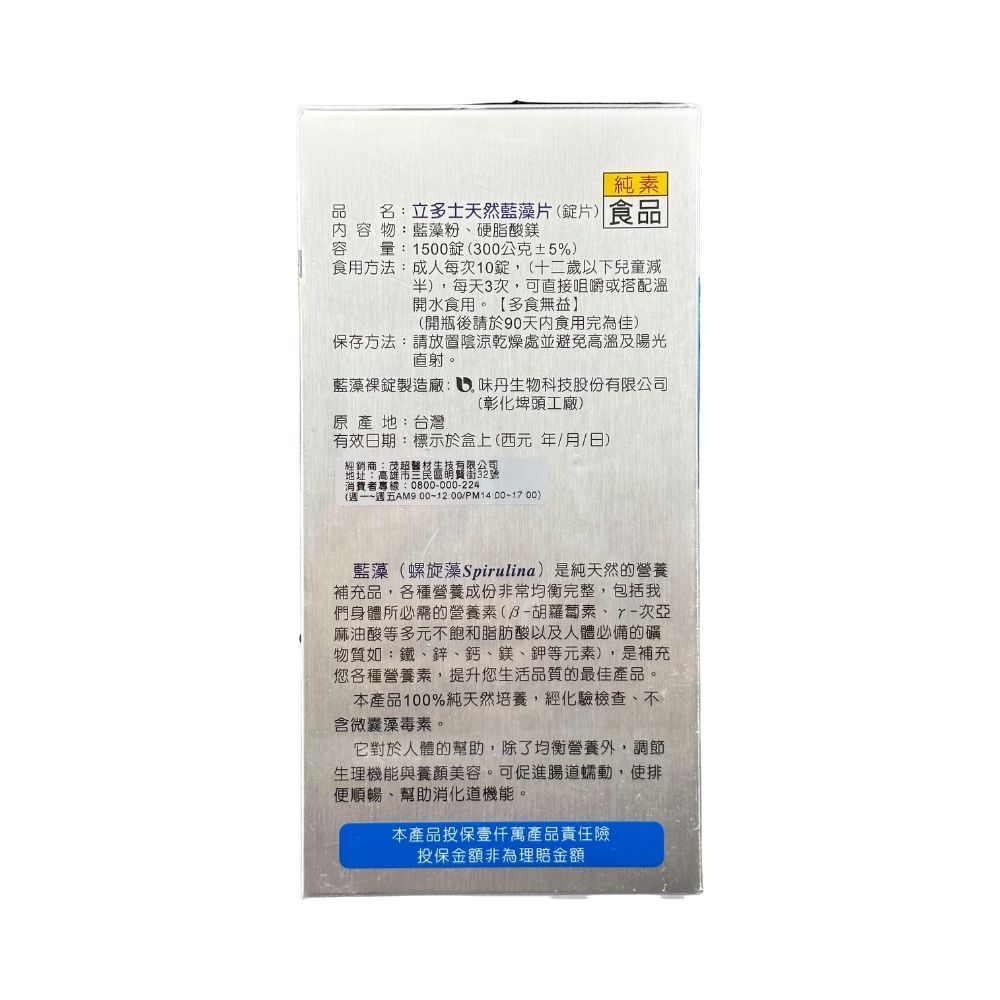 純素
食品
品　名：立多士天然藍藻片(錠片)
內容物：藍藻粉、硬脂酸鎂
容　量：1500錠(300公克±5%)
食用方法：成人每次10錠，(十二歲以下兒童減
半)，每天3次，可直接咀嚼或搭配溫
開水食用。【多食無益】
(開瓶後請於90天內食用完為佳)
保存方法：請放置陰涼乾燥處並避免高溫及陽光
直射。
藍藻裸錠製造廠：味丹生物科技股份有限公司
(彰化埤頭工廠)
原產地：台灣
有效日期：標示於盒上(西元 年/月/日)
經銷商：茂超醫材生技有限公司
地址：高雄市三民區明賢街32號
消費者專線：0800-000-224
(週一~週五AM9:00~12:00/PM14:00~17:00)
藍藻（螺旋藻Spirulina）是純天然的營養
補充品，各種營養成份非常均衡完整，包括我
們身體所必需的營養素(β-胡蘿蔔素、γ-次亞
麻油酸等多元不飽和脂肪酸以及人體必備的礦
物質如：鐵、鋅、鈣、鎂、鉀等元素)，是補充
您各種營養素，提升您生活品質的最佳產品。
本產品100%純天然培養，經化驗檢查、不
含微囊藻毒素。
它對於人體的幫助，除了均衡營養外，調節
生理機能與養顏美容。可促進腸道蠕動，使排
便順暢、幫助消化道機能。
本產品投保壹仟萬產品責任險
投保金額非為理賠金額